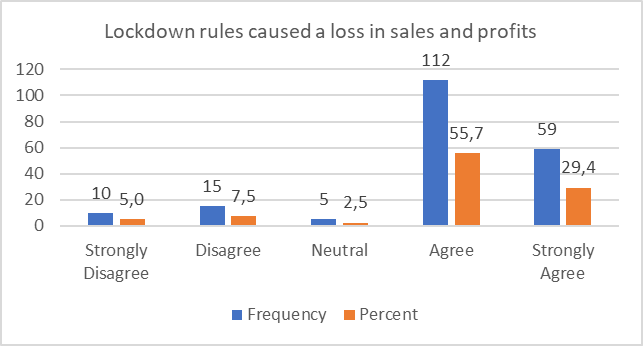 Lockdown rules caused a loss in sales and profits
120
100
80
60
40
20
0
10
5,0
15
7,5
5
2,5
112
55,7
59
29,4
Strongly
Disagree
Disagree
Neutral
Agree
Strongly
Agree
Frequency
Percent